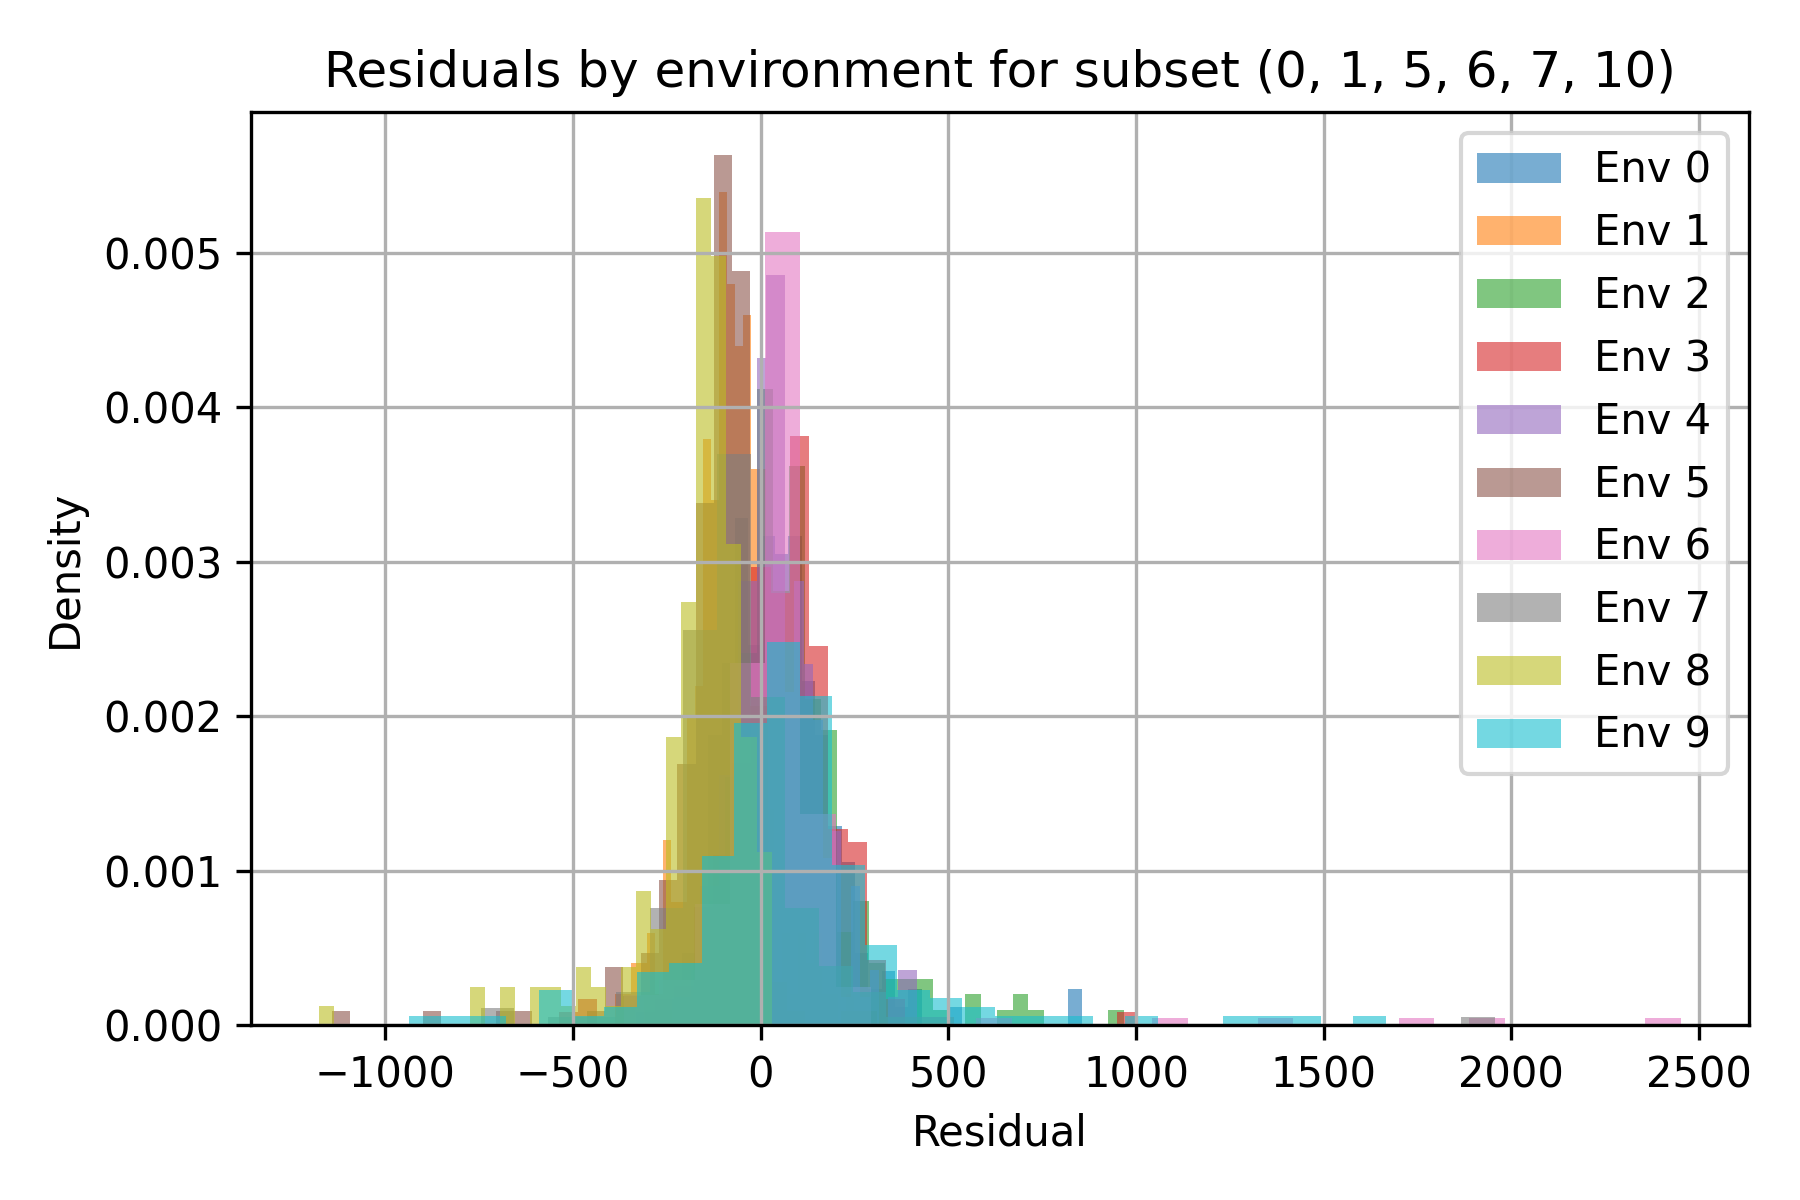 Residuals by environment for subset (0, 1, 5, 6, 7, 10)
Env 0
Env 1
Env 2
Env 3
Env 4
Env 5
Env 6
Env 7
Env 8
Env 9
Density
0.005
0.004
0.003
0.002
0.001
0.000
−1000 −500 0 500 1000 1500 2000 2500
Residual